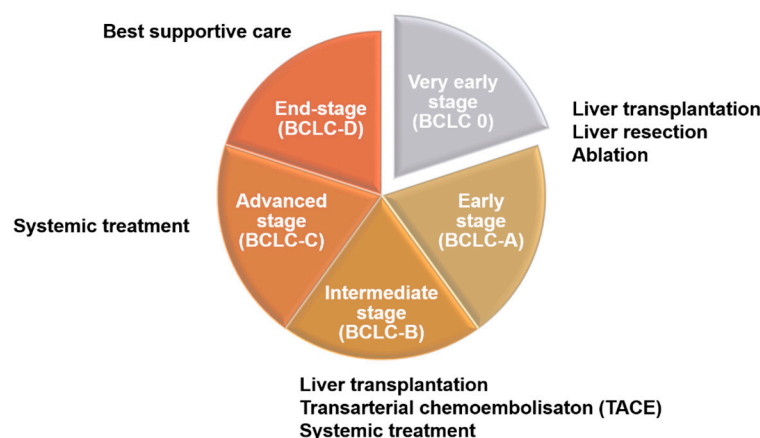 Best supportive care
Very early
stage
(BCLC 0)
End-stage
(BCLC-D)
Liver transplantation
Liver resection
Ablation
Advanced
stage
(BCLC-C)
Early
stage
(BCLC-A)
Systemic treatment
Intermediate
stage
(BCLC-B)
Liver transplantation
Transarterial chemoembolisaton (TACE)
Systemic treatment